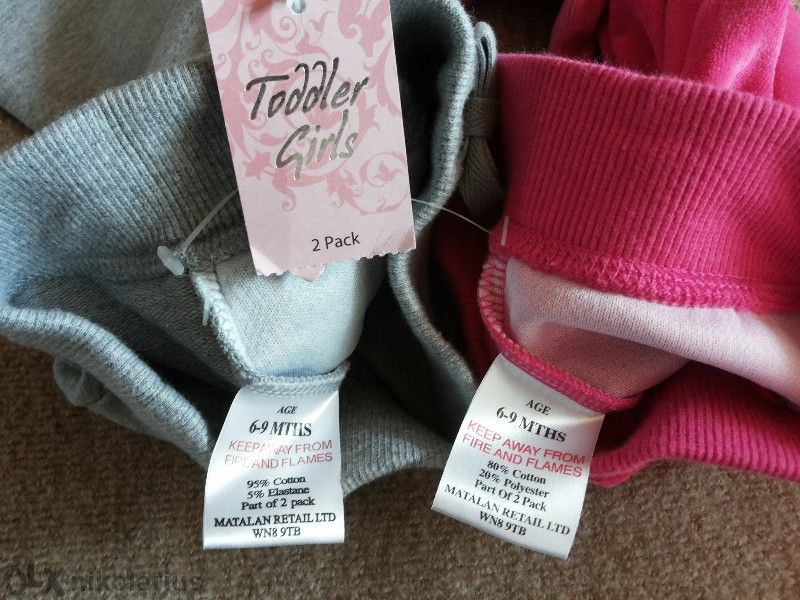 Toddler
Girls
2 Pack
AGE
6-9 MTHS
KEEP AWAY FROM
FIRE AND FLAMES
95% Cotton
5% Elastane
Part of 2 pack
MATALAN RETAIL LTD
WN8 9TB
AGE
6-9 MTHS
KEEP AWAY FROM
FIRE AND FLAMES
80% Cotton
20% Polyester
Part Of 2 Pack
MATALAN RETAIL LTD
WN8 9TB
OLX nikolarius